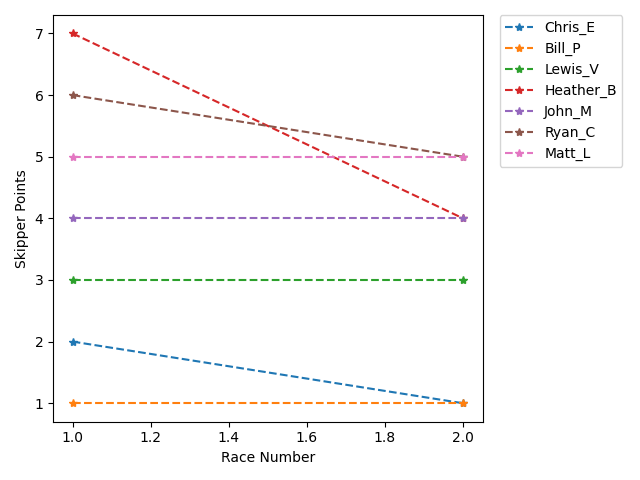 7
6
5
4
3
2
1
Skipper Points
1.0 1.2 1.4 1.6 1.8 2.0
Race Number
Chris_E
Bill_P
Lewis_V
Heather_B
John_M
Ryan_C
Matt_L